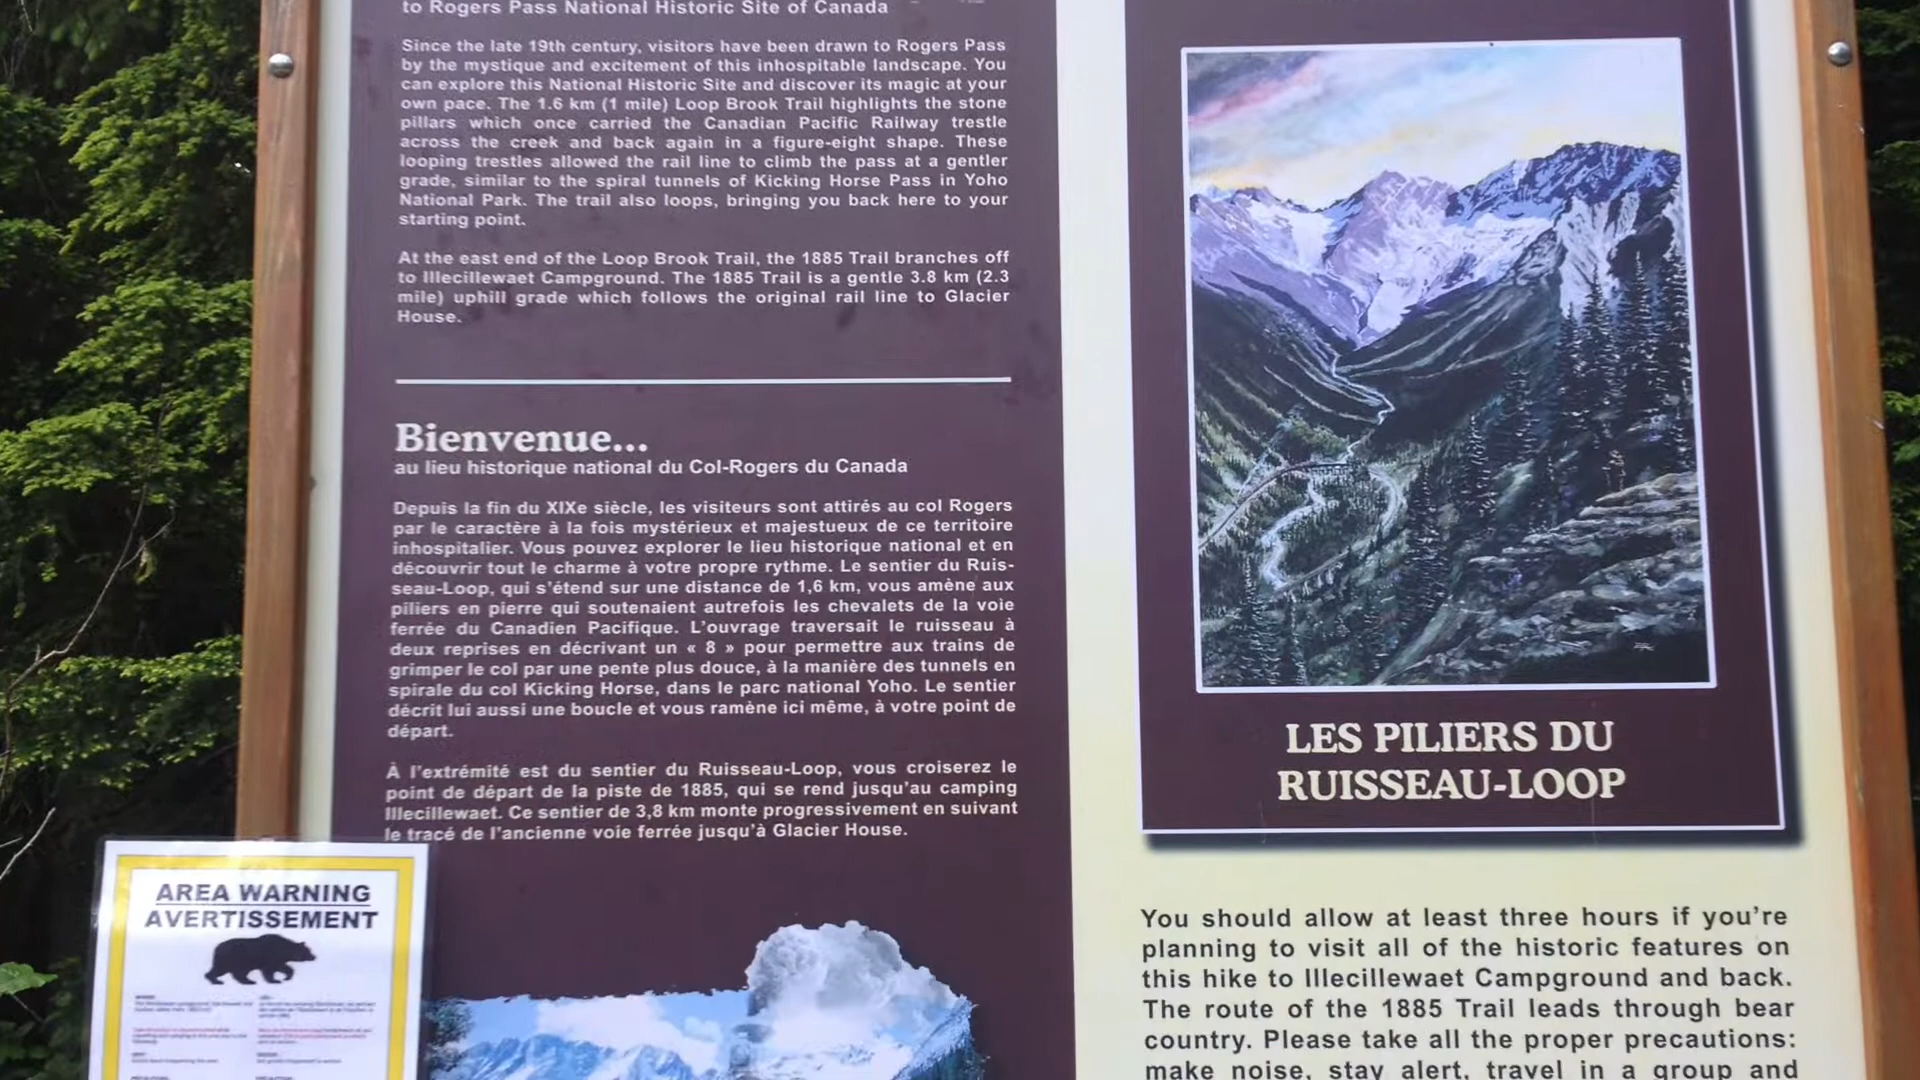 to Rogers Pass National Historic Site of Canada
Since the late 19th century, visitors have been drawn to Rogers Pass
by the mystique and excitement of this inhospitable landscape. You
can explore this National Historic Site and discover its magic at your
own pace. The 1.6 km (1 mile) Loop Brook Trail highlights the stone
pillars which once carried the Canadian Pacific Railway trestle
across the creek and back again in a figure-eight shape. These
looping trestles allowed the rail line to climb the pass at a gentler
grade, similar to the spiral tunnels of Kicking Horse Pass in Yoho
National Park. The trail also loops, bringing you back here to your
starting point.
At the east end of the Loop Brook Trail, the 1885 Trail branches off
to Illecillewaet Campground. The 1885 Trail is a gentle 3.8 km (2.3
mile) uphill grade which follows the original rail line to Glacier
House.
Bienvenue...
au lieu historique national du Col-Rogers du Canada
Depuis la fin du XIXe siècle, les visiteurs sont attirés au col Rogers
par le caractère à la fois mystérieux et majestueux de ce territoire
inhospitalier. Vous pouvez explorer le lieu historique national et en
découvrir tout le charme à votre propre rythme. Le sentier du Ruis-
seau-Loop, qui s'étend sur une distance de 1,6 km, vous amène aux
piliers en pierre qui soutenaient autrefois les chevalets de la voie
ferrée du Canadien Pacifique. L'ouvrage traversait le ruisseau à
deux reprises en décrivant un « 8 » pour permettre aux trains de
grimper le col par une pente plus douce, à la manière des tunnels en
spirale du col Kicking Horse, dans le parc national Yoho. Le sentier
décrit lui aussi une boucle et vous ramène ici même, à votre point de
départ.
À l'extrémité est du sentier du Ruisseau-Loop, vous croiserez le
point de départ de la piste de 1885, qui se rend jusqu'au camping
Illecillewaet. Ce sentier de 3,8 km monte progressivement en suivant
le tracé de l'ancienne voie ferrée jusqu'à Glacier House.
AREA WARNING
AVERTISSEMENT
LES PILIERS DU
RUISSEAU-LOOP
You should allow at least three hours if you're
planning to visit all of the historic features on
this hike to Illecillewaet Campground and back.
The route of the 1885 Trail leads through bear
country. Please take all the proper precautions:
make noise, stay alert, travel in a group and